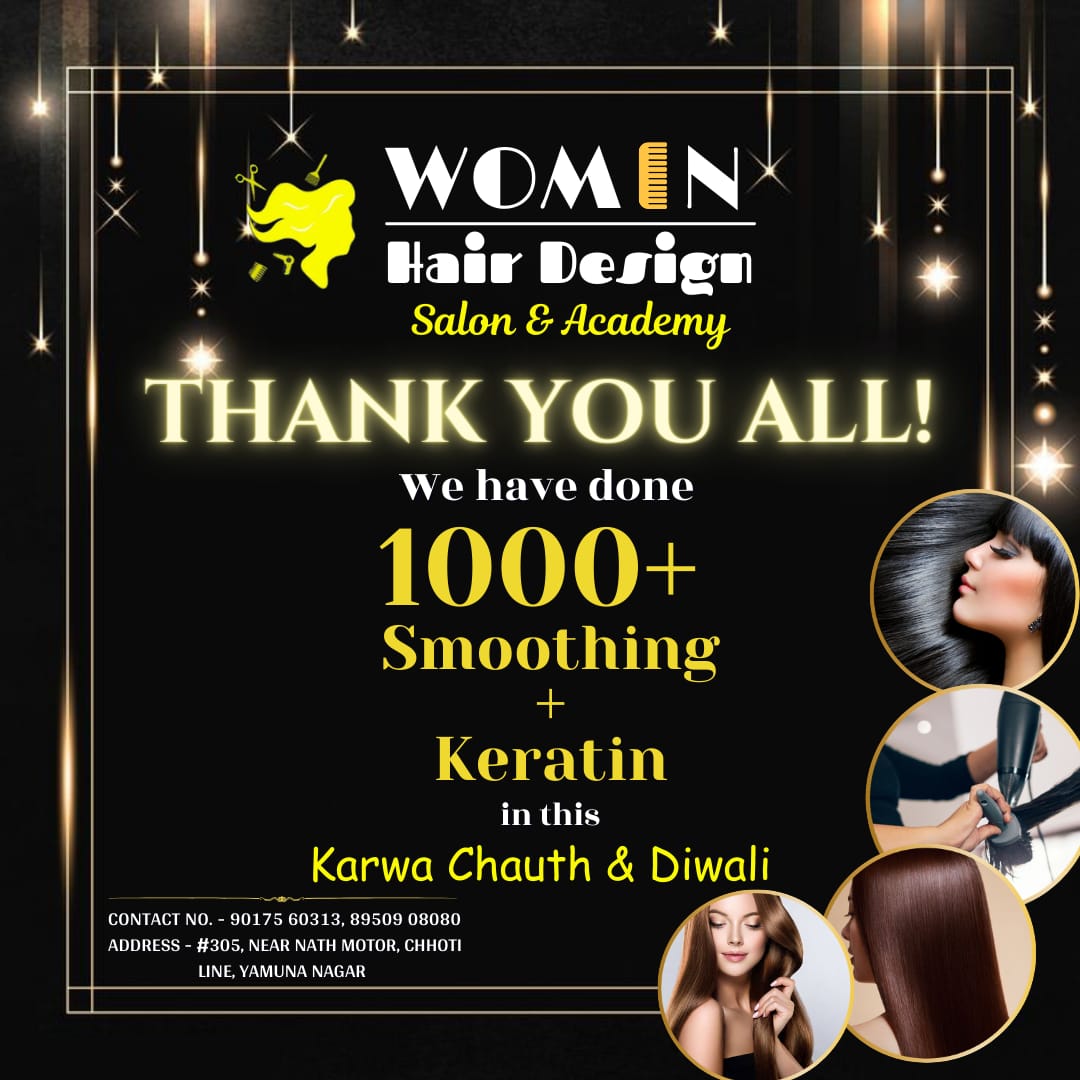 WOMEN
Hair Design
Salon & Academy
THANK YOU ALL!
We have done
1000+
Smoothing
+
Keratin
in this
Karwa Chauth & Diwali
CONTACT NO. - 90175 60313, 89509 08080
ADDRESS - #305, NEAR NATH MOTOR, CHHOTI
LINE, YAMUNA NAGAR